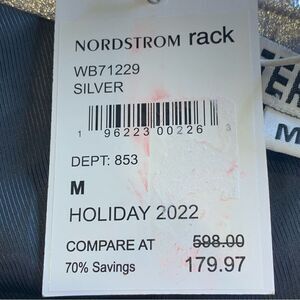 NORDSTROM rack
WB71229
SILVER
1 96223 00226 3
DEPT: 853
M
HOLIDAY 2022
COMPARE AT 598.00
70% Savings 179.97
M